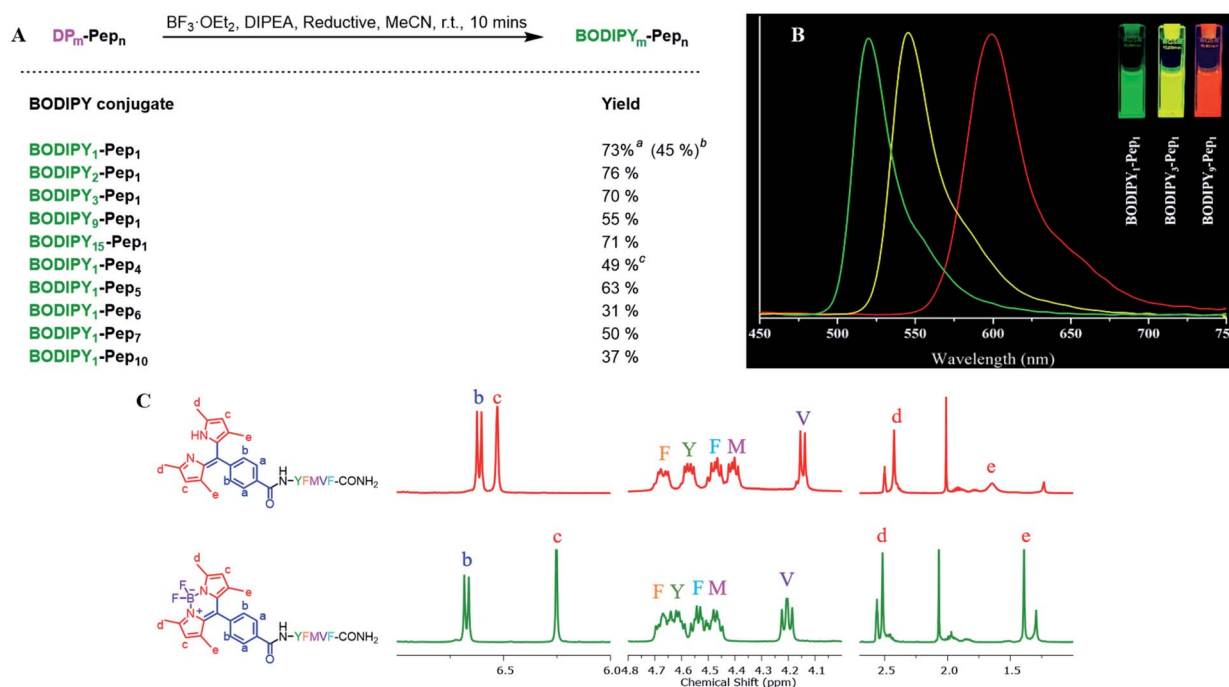 A
DPm-Pepn
BF3·OEt2, DIPEA, Reductive, MeCN, r.t., 10 mins
BODIPYm-Pepn
BODIPY conjugate Yield
BODIPY1-Pep1 73%a (45 %)b
BODIPY2-Pep1 76 %
BODIPY3-Pep1 70 %
BODIPY9-Pep1 55 %
BODIPY15-Pep1 71 %
BODIPY1-Pep4 49 %c
BODIPY1-Pep5 63 %
BODIPY1-Pep6 31 %
BODIPY1-Pep7 50 %
BODIPY1-Pep10 37 %
B
BODIPY1-Pep1
BODIPY3-Pep1
BODIPY9-Pep1
450 500 550 600 650 700 75
Wavelength (nm)
C
d
c
e
NH
N
d
c
e
b
a
b
a
O
H
N-YFMVF-CONH2
b c
F Y F M V
d e
d
c
e
F
F
B-
N
N+
d
c
e
b
a
b
a
O
H
N-YFMVF-CONH2
b c
F Y F M V
d e
6.5 6.0
4.8 4.7 4.6 4.5 4.4 4.3 4.2 4.1
2.5 2.0 1.5
Chemical Shift (ppm)